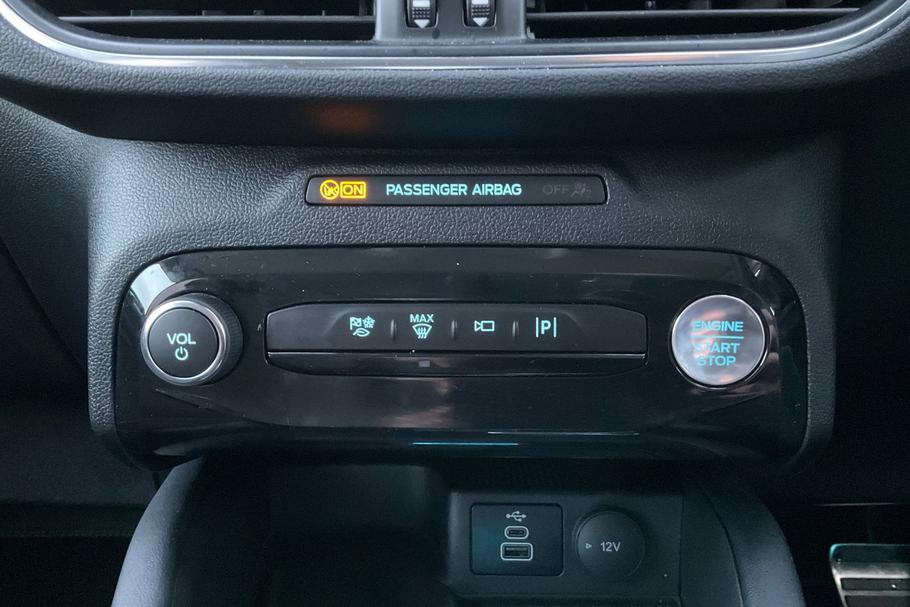 ON PASSENGER AIRBAG OFF
VOL
MAX
|P|
ENGINE
START
STOP
12V